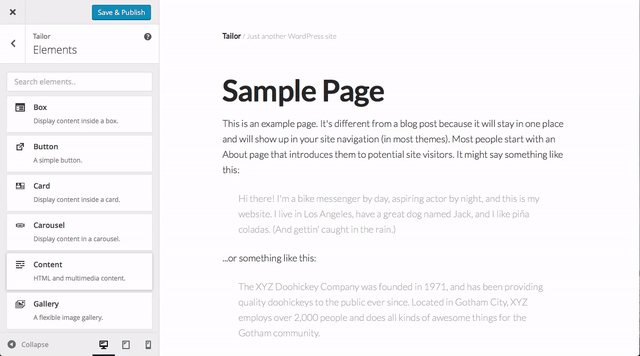 Save & Publish
Tailor
Elements
Search elements..
Box
Display content inside a box.
Button
A simple button.
Card
Display content inside a card.
Carousel
Display content in a carousel.
Content
HTML and multimedia content.
Gallery
A flexible image gallery.
Collapse
Tailor / Just another WordPress site
Sample Page
This is an example page. It's different from a blog post because it will stay in one place
and will show up in your site navigation (in most themes). Most people start with an
About page that introduces them to potential site visitors. It might say something like
this:
Hi there! I'm a bike messenger by day, aspiring actor by night, and this is my
website. I live in Los Angeles, have a great dog named Jack, and I like piña
coladas. (And gettin' caught in the rain.)
...or something like this:
The XYZ Doohickey Company was founded in 1971, and has been providing
quality doohickeys to the public ever since. Located in Gotham City, XYZ
employs over 2,000 people and does all kinds of awesome things for the
Gotham community.